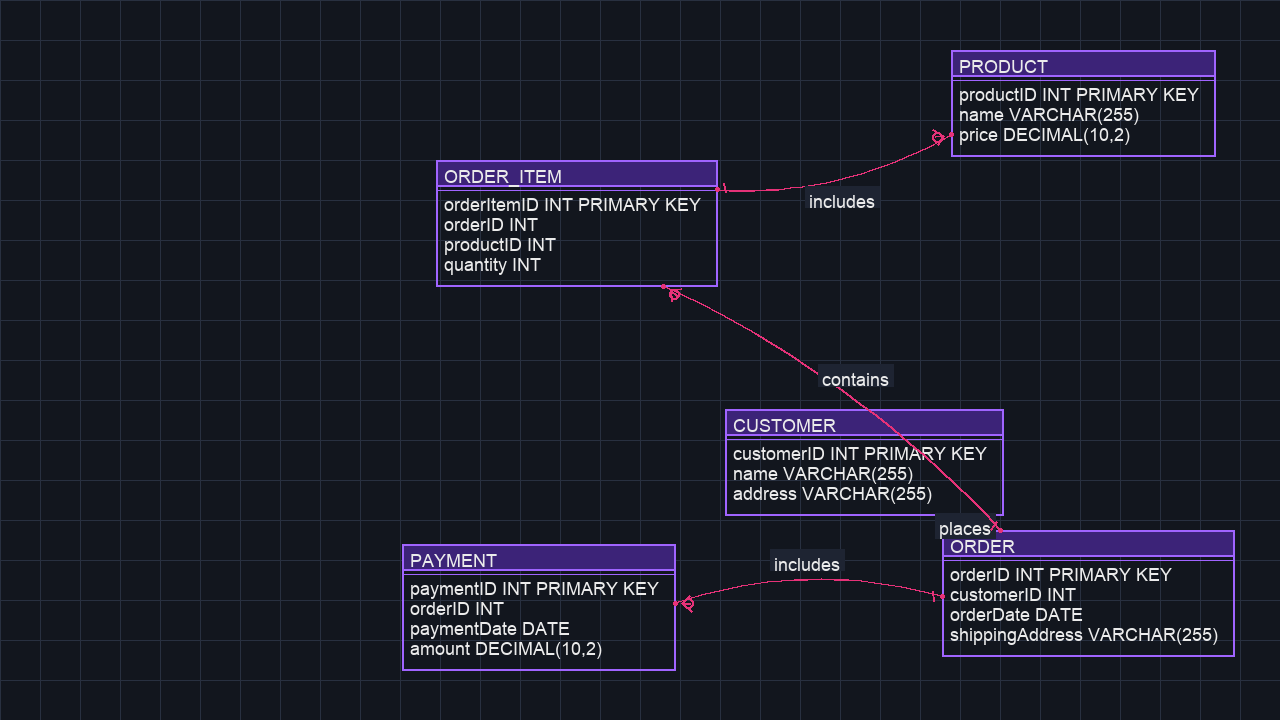 PRODUCT
productID INT PRIMARY KEY
name VARCHAR(255)
price DECIMAL(10,2)
ORDER_ITEM
orderItemID INT PRIMARY KEY
orderID INT
productID INT
quantity INT
includes
contains
CUSTOMER
customerID INT PRIMARY KEY
name VARCHAR(255)
address VARCHAR(255)
places
ORDER
orderID INT PRIMARY KEY
customerID INT
orderDate DATE
shippingAddress VARCHAR(255)
includes
PAYMENT
paymentID INT PRIMARY KEY
orderID INT
paymentDate DATE
amount DECIMAL(10,2)